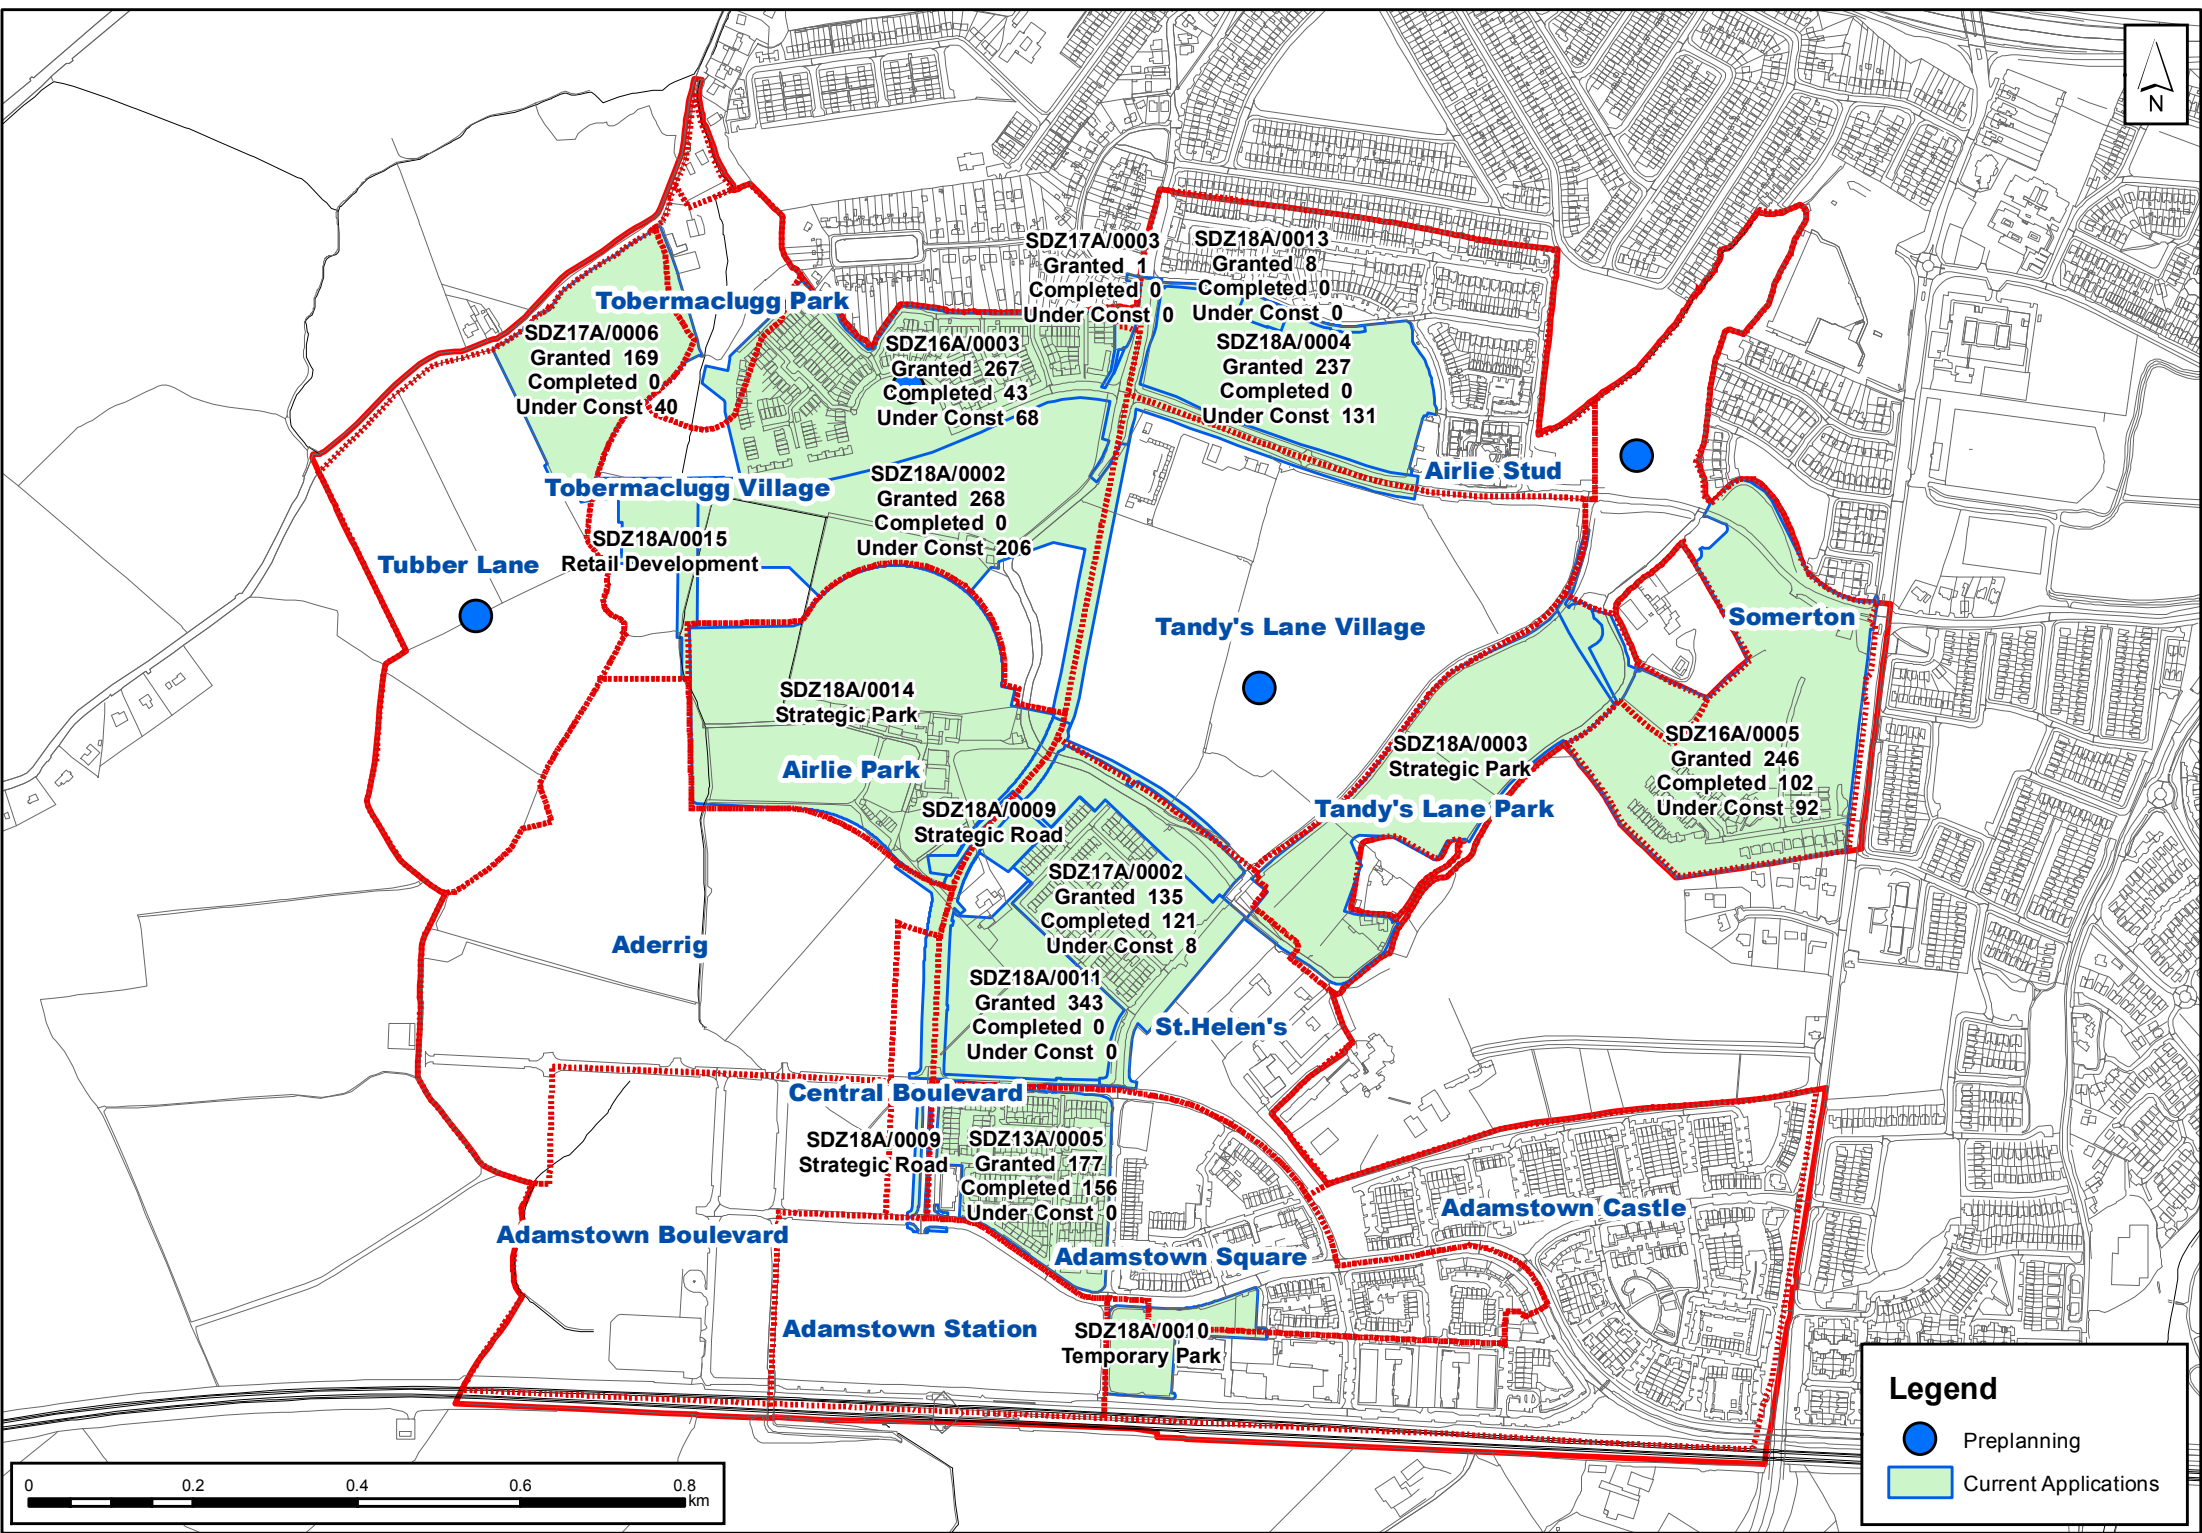 N
SDZ17A/0003
Granted 1
Completed 0
Under Const 0
SDZ18A/0013
Granted 8
Completed 0
Under Const 0
Tobermaclugg Park
SDZ17A/0006
Granted 169
Completed 0
Under Const 40
SDZ16A/0003
Granted 267
Completed 43
Under Const 68
SDZ18A/0004
Granted 237
Completed 0
Under Const 131
Airlie Stud
Tobermaclugg Village
SDZ18A/0002
Granted 268
Completed 0
Under Const 206
SDZ18A/0015
Retail Development
Tubber Lane
Tandy's Lane Village
Somerton
SDZ18A/0014
Strategic Park
Airlie Park
SDZ18A/0003
Strategic Park
SDZ16A/0005
Granted 246
Completed 102
Under Const 92
Tandy's Lane Park
SDZ18A/0009
Strategic Road
SDZ17A/0002
Granted 135
Completed 121
Under Const 8
Aderrig
SDZ18A/0011
Granted 343
Completed 0
Under Const 0
St.Helen's
Central Boulevard
SDZ18A/0009
Strategic Road
SDZ13A/0005
Granted 177
Completed 156
Under Const 0
Adamstown Castle
Adamstown Boulevard
Adamstown Square
Adamstown Station
SDZ18A/0010
Temporary Park
Legend
Preplanning
Current Applications
0 0.2 0.4 0.6 0.8
km